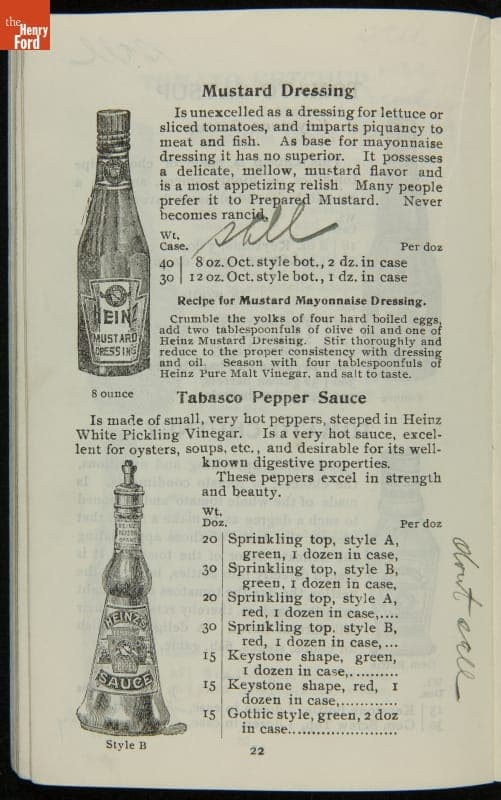 the
Henry
Ford
Mustard Dressing
Is unexcelled as a dressing for lettuce or
sliced tomatoes, and imparts piquancy to
meat and fish. As base for mayonnaise
dressing it has no superior. It possesses
a delicate, mellow, mustard flavor and
is a most appetizing relish Many people
prefer it to Prepared Mustard. Never
becomes rancid.
sell
Wt.
Case. Per doz
40 | 8 oz. Oct. style bot., 2 dz. in case
30 | 12 oz. Oct. style bot., 1 dz. in case
HEINZ
MUSTARD
DRESSING
8 ounce
Recipe for Mustard Mayonnaise Dressing.
Crumble the yolks of four hard boiled eggs,
add two tablespoonfuls of olive oil and one of
Heinz Mustard Dressing. Stir thoroughly and
reduce to the proper consistency with dressing
and oil. Season with four tablespoonfuls of
Heinz Pure Malt Vinegar, and salt to taste.
Tabasco Pepper Sauce
Is made of small, very hot peppers, steeped in Heinz
White Pickling Vinegar. Is a very hot sauce, excel-
lent for oysters, soups, etc., and desirable for its well-
known digestive properties.
These peppers excel in strength
and beauty.
Wt.
Doz. Per doz
20 Sprinkling top, style A,
green, 1 dozen in case,
30 Sprinkling top, style B,
green, 1 dozen in case,
20 Sprinkling top, style A,
red, 1 dozen in case,....
30 Sprinkling top, style B,
red, 1 dozen in case,...
15 Keystone shape, green,
1 dozen in case,..........
15 Keystone shape, red, 1
dozen in case,............
15 Gothic style, green, 2 doz
in case......................
dont sell
HEINZ'S
SAUCE
Style B
22